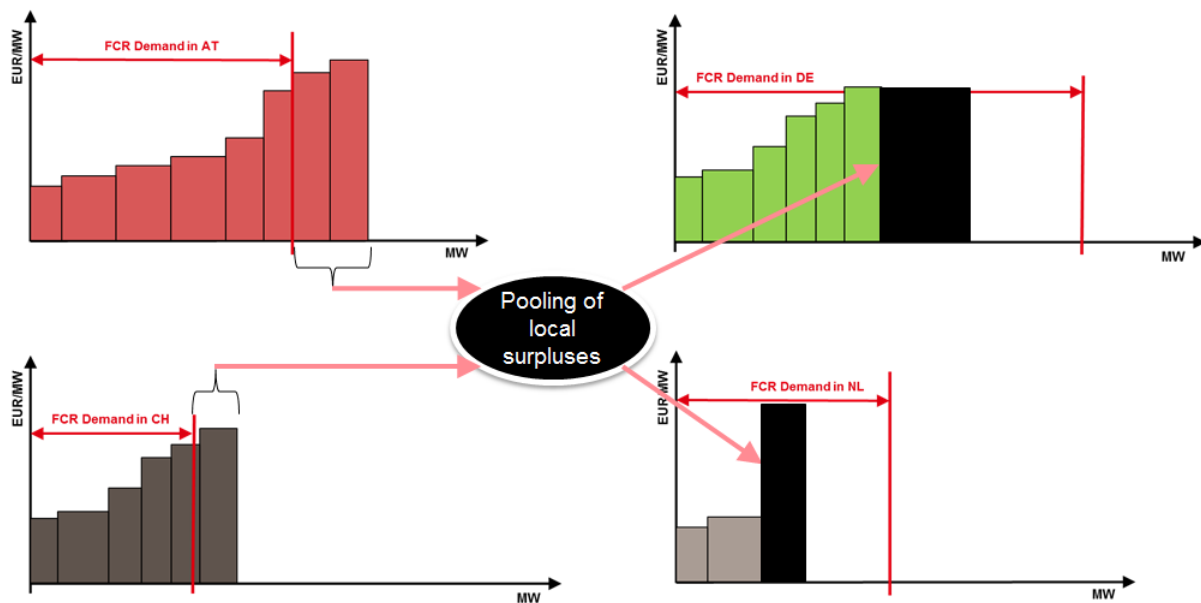 EUR/MW
FCR Demand in AT
MW
EUR/MW
FCR Demand in DE
MW
Pooling of
local
surpluses
EUR/MW
FCR Demand in CH
MW
EUR/MW
FCR Demand in NL
MW